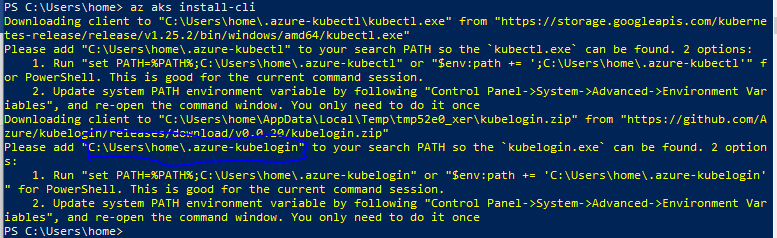 PS C:\Users\home> az aks install-cli
Downloading client to "C:\Users\home\.azure-kubectl\kubectl.exe" from "https://storage.googleapis.com/kuberne
tes-release/release/v1.25.2/bin/windows/amd64/kubectl.exe"
Please add "C:\Users\home\.azure-kubectl" to your search PATH so the `kubectl.exe` can be found. 2 options:
    1. Run "set PATH=%PATH%;C:\Users\home\.azure-kubectl" or "$env:path += ';C:\Users\home\.azure-kubectl'" f
or PowerShell. This is good for the current command session.
    2. Update system PATH environment variable by following "Control Panel->System->Advanced->Environment Var
iables", and re-open the command window. You only need to do it once
Downloading client to "C:\Users\home\AppData\Local\Temp\tmp52e0_xer\kubelogin.zip" from "https://github.com/A
zure/kubelogin/releases/download/v0.0.20/kubelogin.zip"
Please add "C:\Users\home\.azure-kubelogin" to your search PATH so the `kubelogin.exe` can be found. 2 option
s:
    1. Run "set PATH=%PATH%;C:\Users\home\.azure-kubelogin" or "$env:path += 'C:\Users\home\.azure-kubelogin'
" for PowerShell. This is good for the current command session.
    2. Update system PATH environment variable by following "Control Panel->System->Advanced->Environment Var
iables", and re-open the command window. You only need to do it once
PS C:\Users\home>